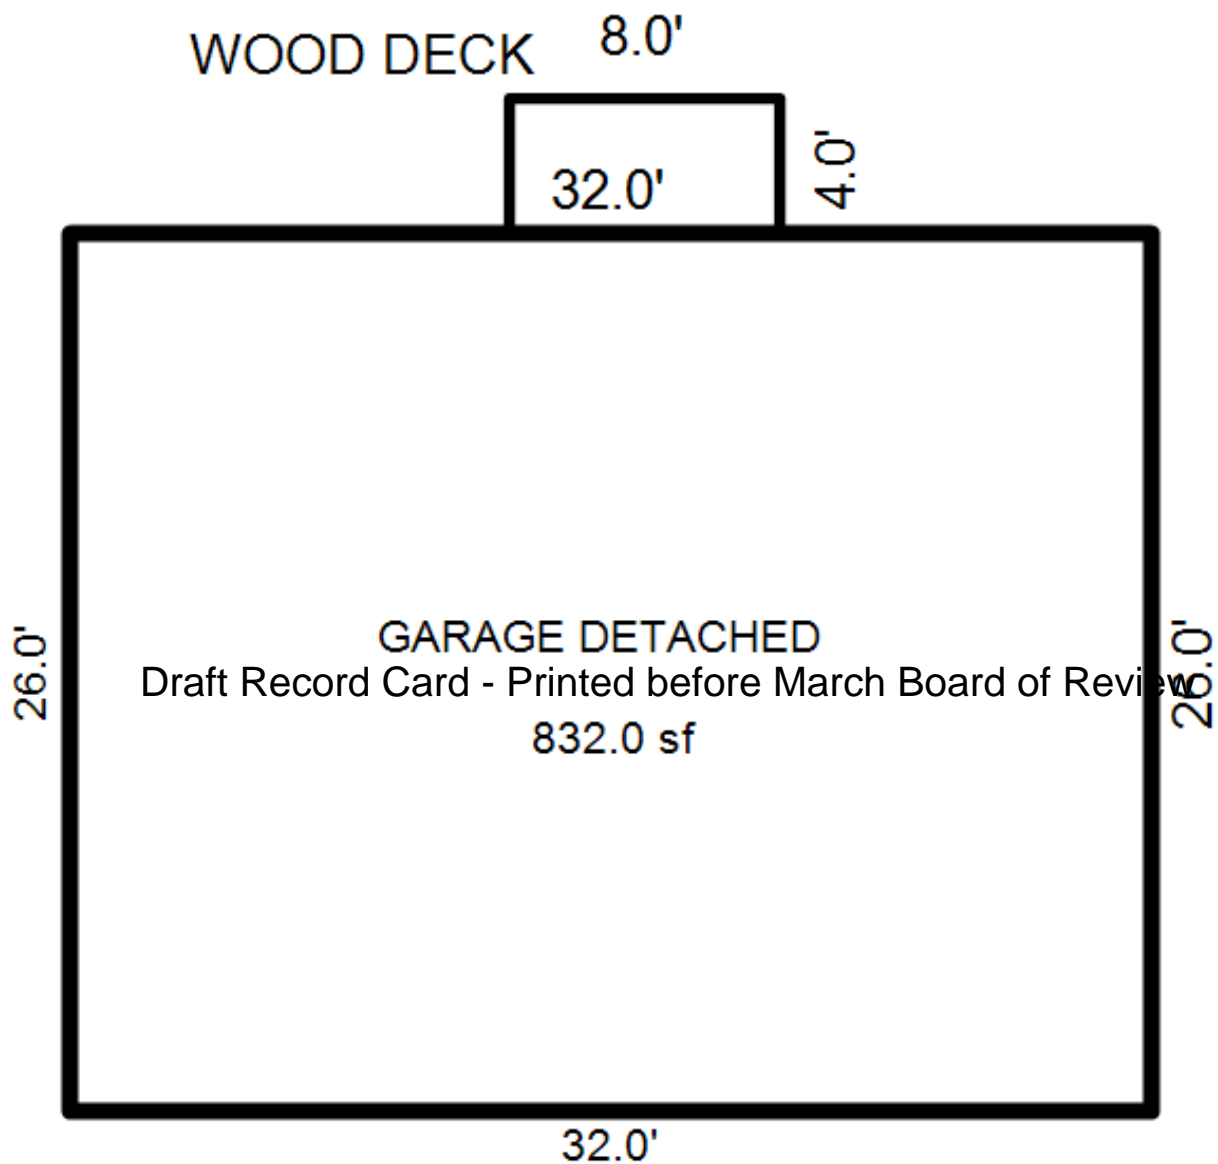 WOOD DECK 8.0'
4.0'
32.0'
GARAGE DETACHED
Draft Record Card - Printed before March Board of Review
832.0 sf
26.0'
26.0'
32.0'